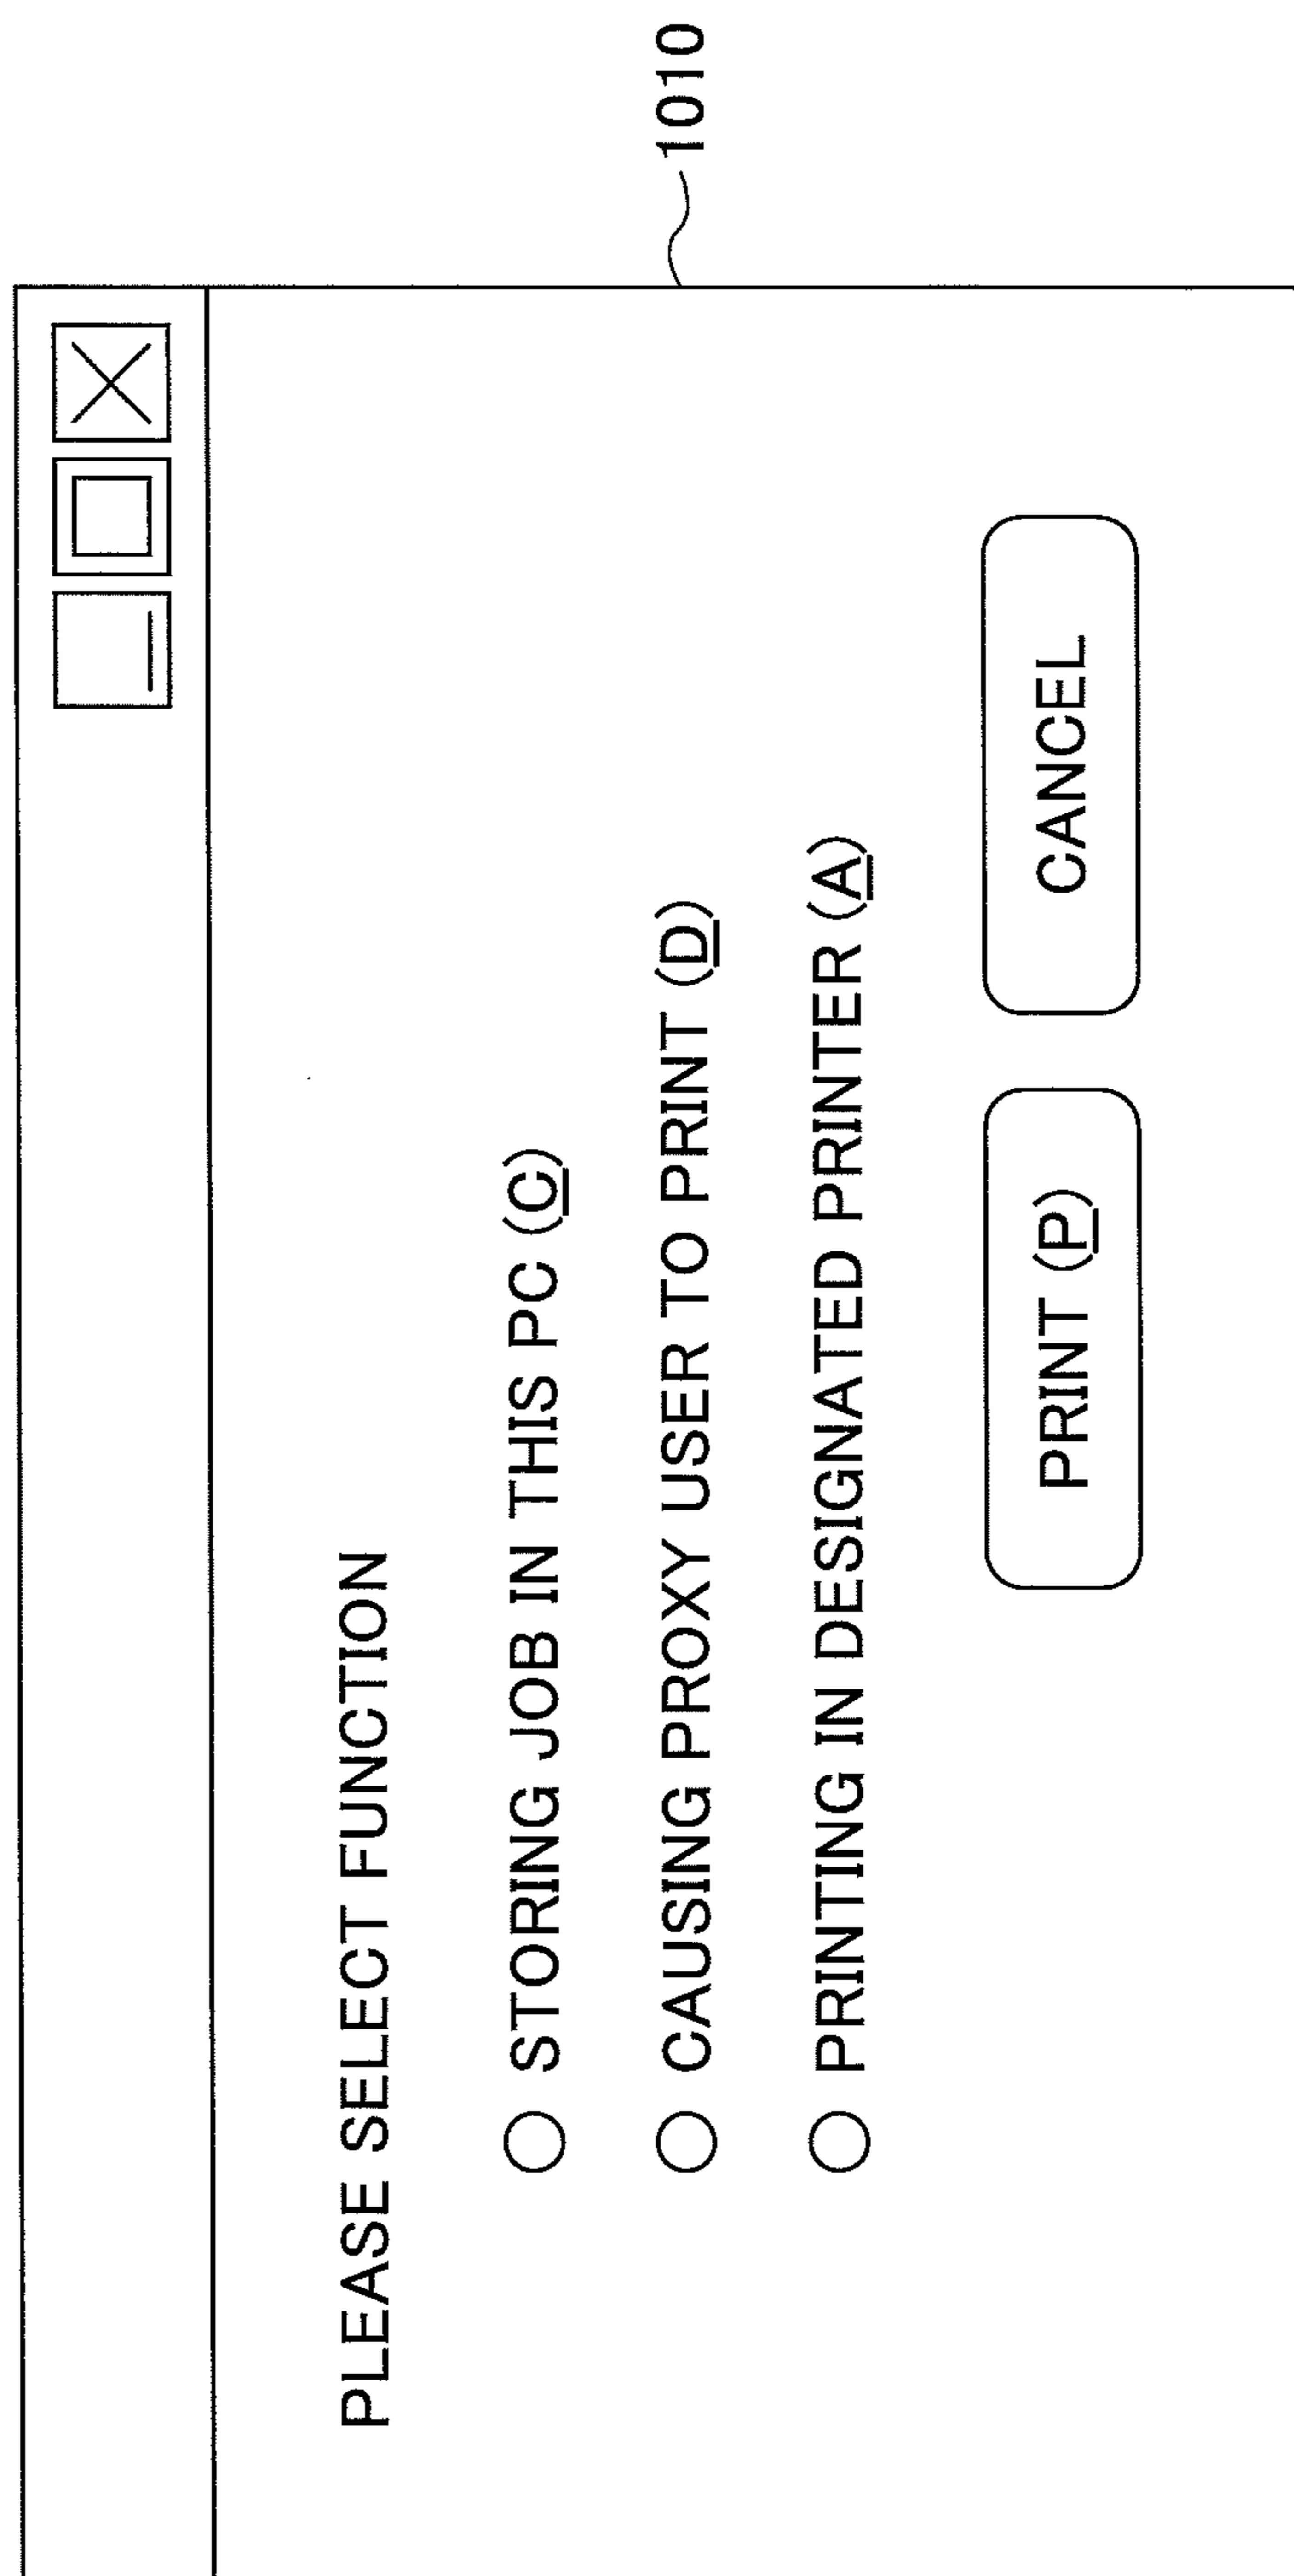 1010
PLEASE SELECT FUNCTION
STORING JOB IN THIS PC (C)
CAUSING PROXY USER TO PRINT (D)
PRINTING IN DESIGNATED PRINTER (A)
PRINT (P) CANCEL